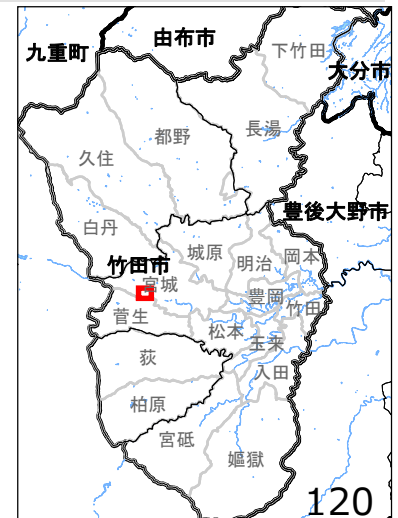 由布市
九重町
下竹田
大分市
都野
長湯
久住
豊後大野市
白丹
城原
岡本
明治
竹田市
宮城
豊岡
竹田
菅生
松本
玉来
荻
入田
柏原
宮砥
嫗獄
120